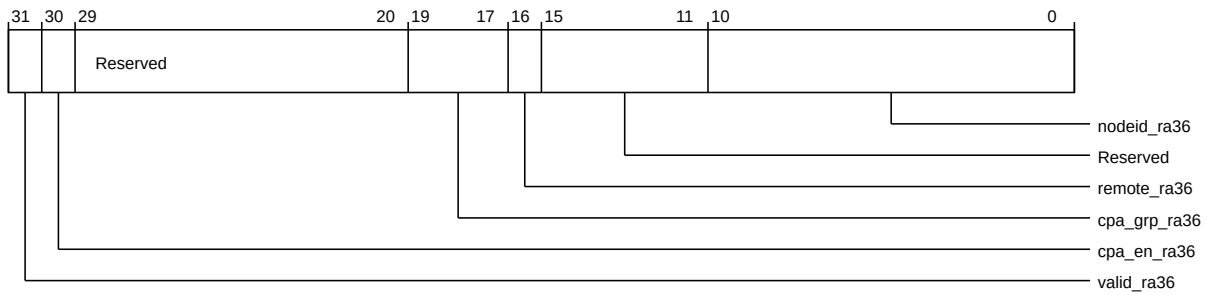 31 30 29 20 19 17 16 15 11 10 0
Reserved
nodeid_ra36
Reserved
remote_ra36
cpa_grp_ra36
cpa_en_ra36
valid_ra36